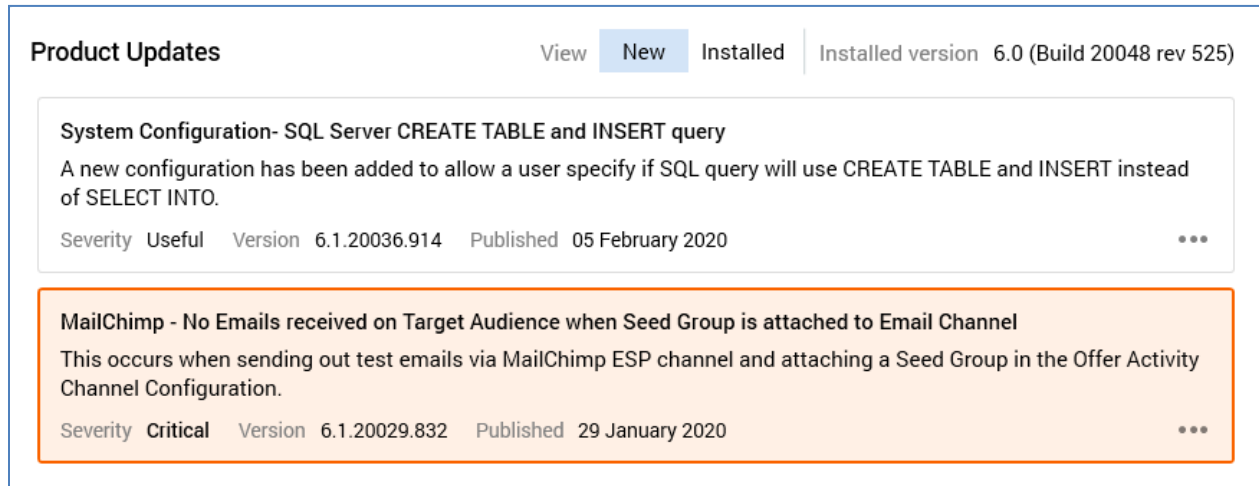 Product Updates View New Installed Installed version 6.0 (Build 20048 rev 525)
System Configuration- SQL Server CREATE TABLE and INSERT query
A new configuration has been added to allow a user specify if SQL query will use CREATE TABLE and INSERT instead
of SELECT INTO.
Severity Useful Version 6.1.20036.914 Published 05 February 2020
MailChimp - No Emails received on Target Audience when Seed Group is attached to Email Channel
This occurs when sending out test emails via MailChimp ESP channel and attaching a Seed Group in the Offer Activity
Channel Configuration.
Severity Critical Version 6.1.20029.832 Published 29 January 2020